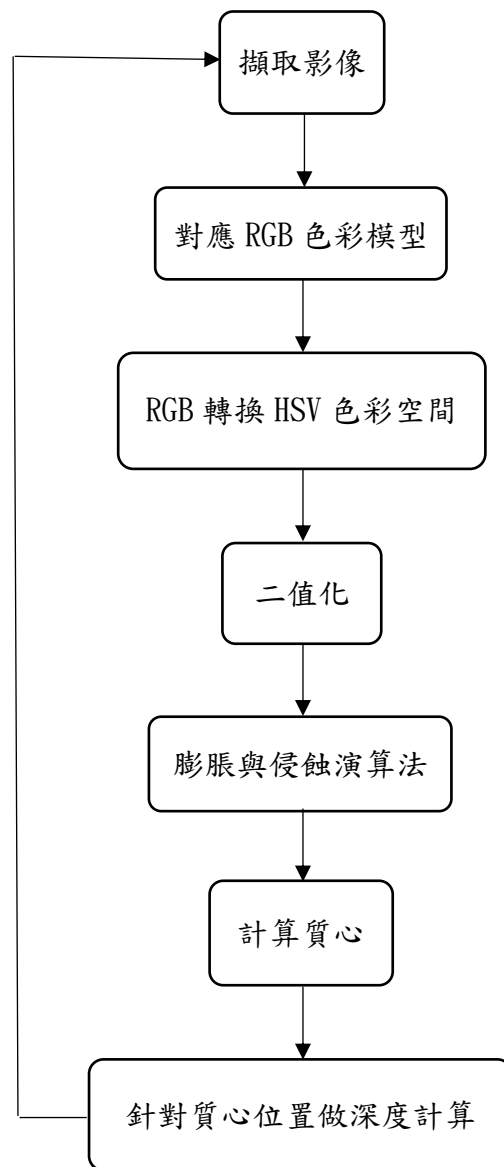 擷取影像
對應 RGB 色彩模型
RGB 轉換 HSV 色彩空間
二值化
膨脹與侵蝕演算法
計算質心
針對質心位置做深度計算